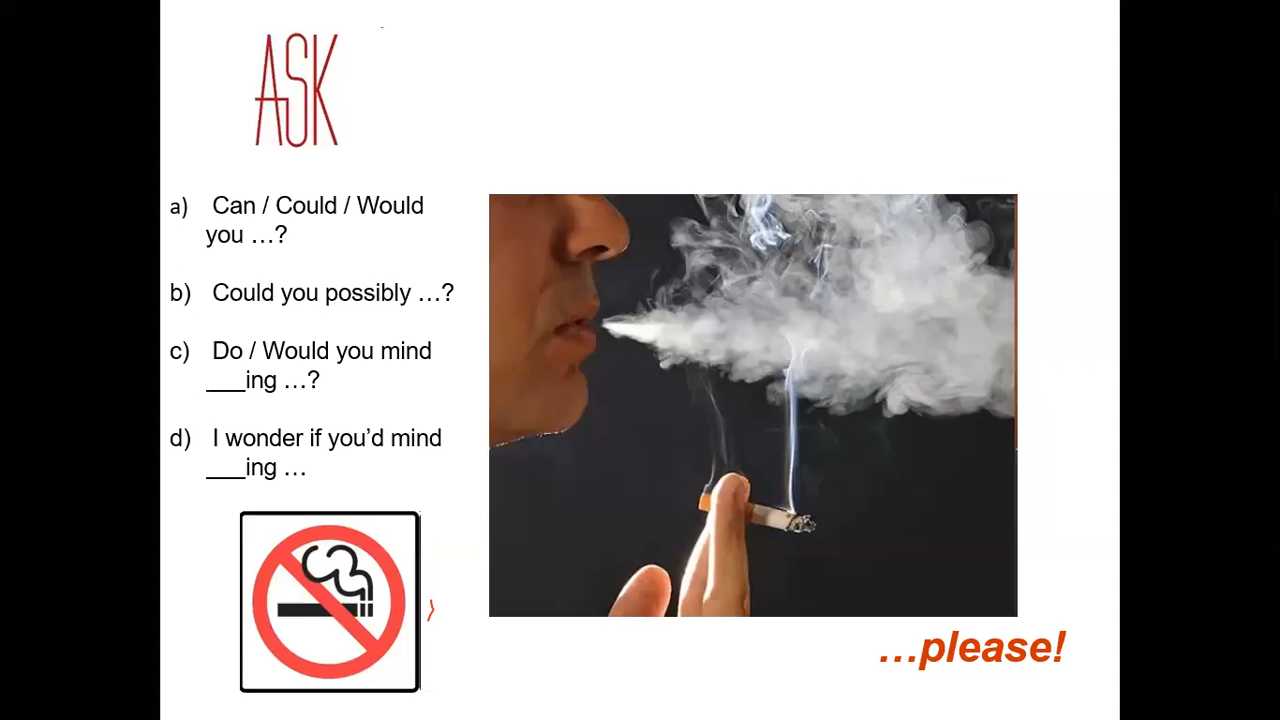 ASK
a) Can / Could / Would
you …?
b) Could you possibly …?
c) Do / Would you mind
___ing …?
d) I wonder if you’d mind
___ing …
…please!